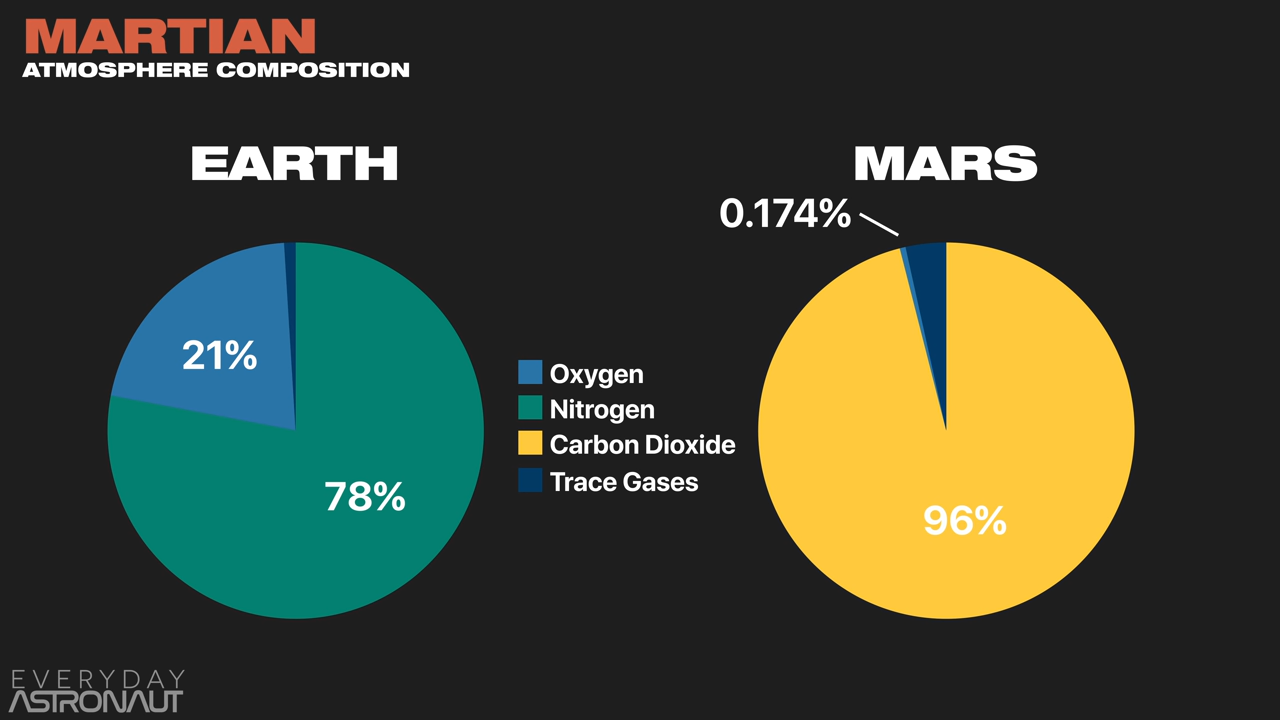 MARTIAN
ATMOSPHERE COMPOSITION
EARTH
MARS
0.174%
21%
78%
Oxygen
Nitrogen
Carbon Dioxide
Trace Gases
96%
EVERYDAY
ASTRONAUT